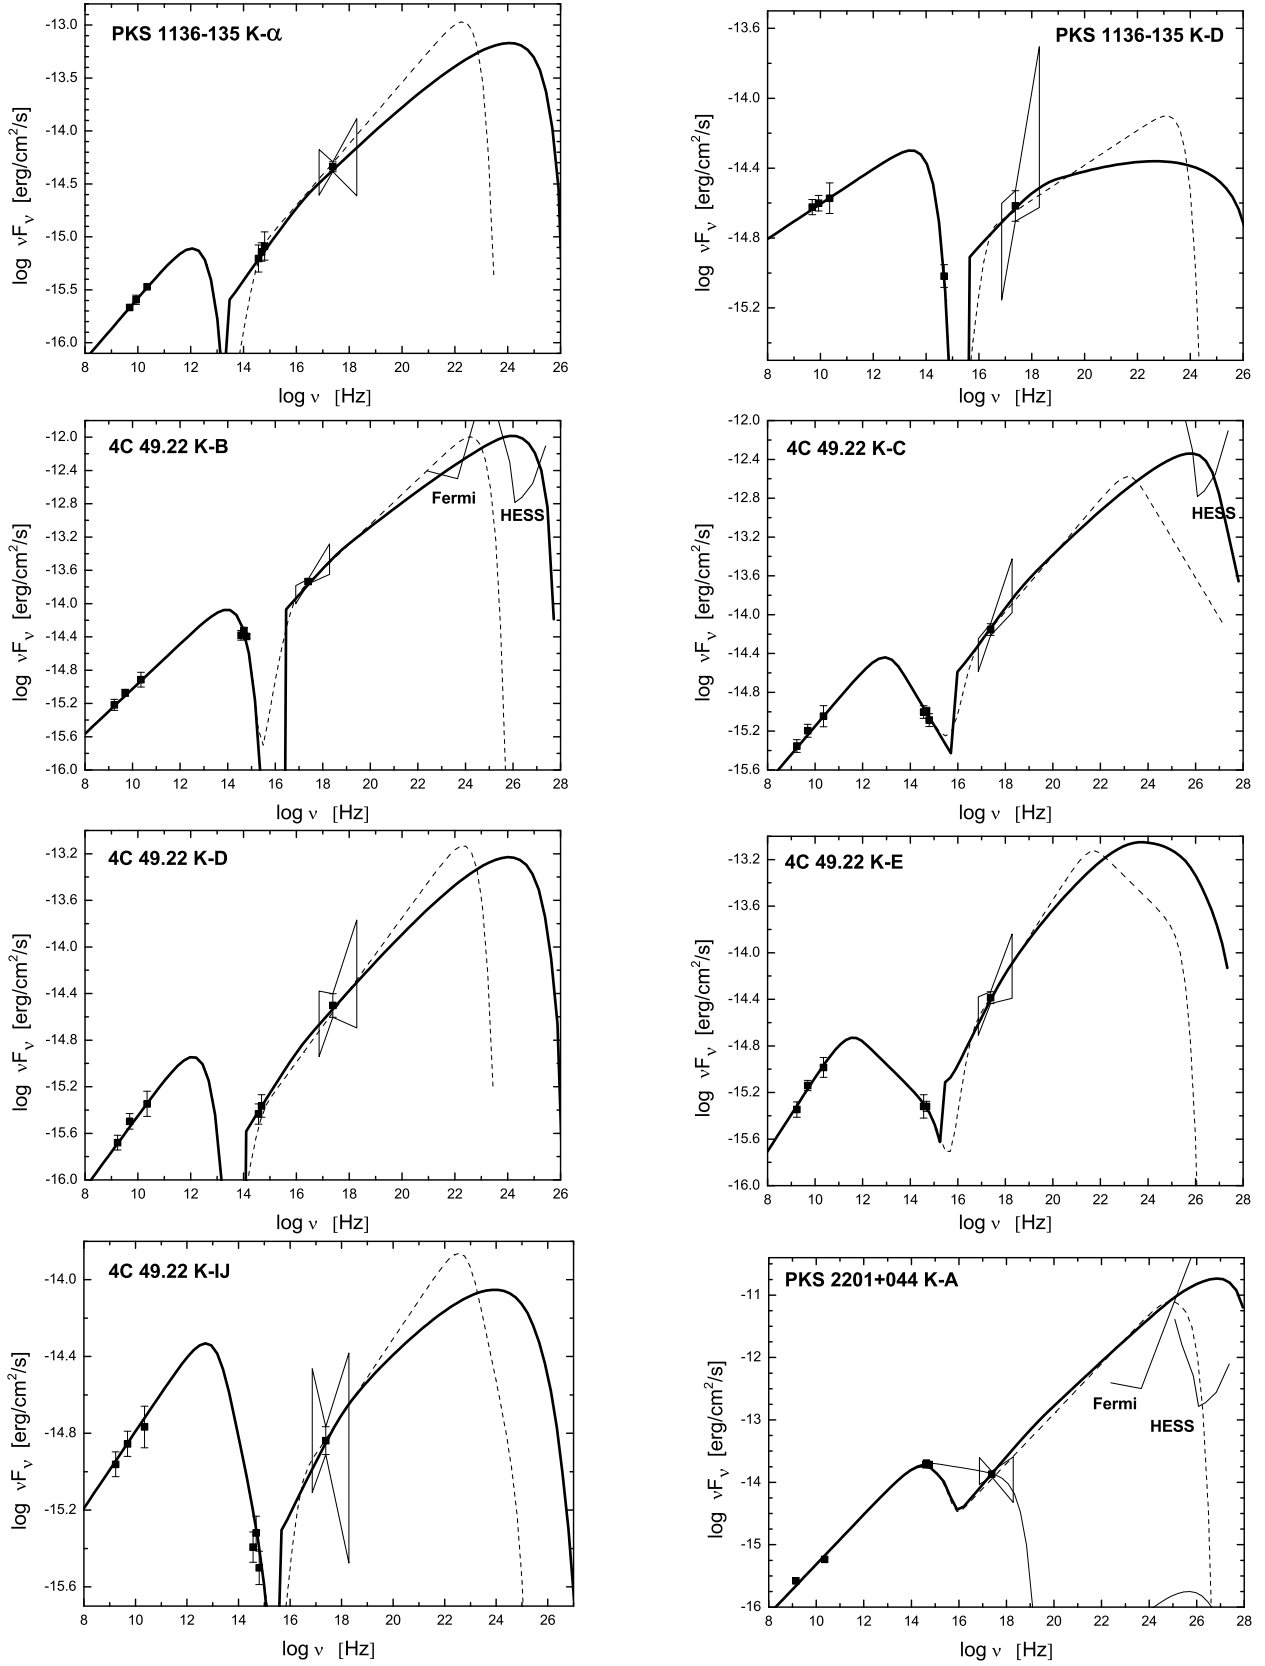 PKS 1136-135 K-α
log νFν [erg/cm2/s]
-13.0
-13.5
-14.0
-14.5
-15.0
-15.5
-16.0
8 10 12 14 16 18 20 22 24 26
log ν [Hz]
PKS 1136-135 K-D
log νFν [erg/cm2/s]
-13.6
-14.0
-14.4
-14.8
-15.2
8 10 12 14 16 18 20 22 24 26
log ν [Hz]
4C 49.22 K-B
log νFν [erg/cm2/s]
-12.0
-12.4
-12.8
-13.2
-13.6
-14.0
-14.4
-14.8
-15.2
-15.6
-16.0
Fermi
HESS
8 10 12 14 16 18 20 22 24 26 28
log ν [Hz]
4C 49.22 K-C
log νFν [erg/cm2/s]
-12.0
-12.4
-12.8
-13.2
-13.6
-14.0
-14.4
-14.8
-15.2
-15.6
HESS
8 10 12 14 16 18 20 22 24 26 28
log ν [Hz]
4C 49.22 K-D
log νFν [erg/cm2/s]
-13.2
-13.6
-14.0
-14.4
-14.8
-15.2
-15.6
-16.0
8 10 12 14 16 18 20 22 24 26
log ν [Hz]
4C 49.22 K-E
log νFν [erg/cm2/s]
-13.2
-13.6
-14.0
-14.4
-14.8
-15.2
-15.6
-16.0
8 10 12 14 16 18 20 22 24 26 28
log ν [Hz]
4C 49.22 K-IJ
log νFν [erg/cm2/s]
-14.0
-14.4
-14.8
-15.2
-15.6
8 10 12 14 16 18 20 22 24 26
log ν [Hz]
PKS 2201+044 K-A
log νFν [erg/cm2/s]
-11
-12
-13
-14
-15
-16
Fermi
HESS
8 10 12 14 16 18 20 22 24 26 28
log ν [Hz]